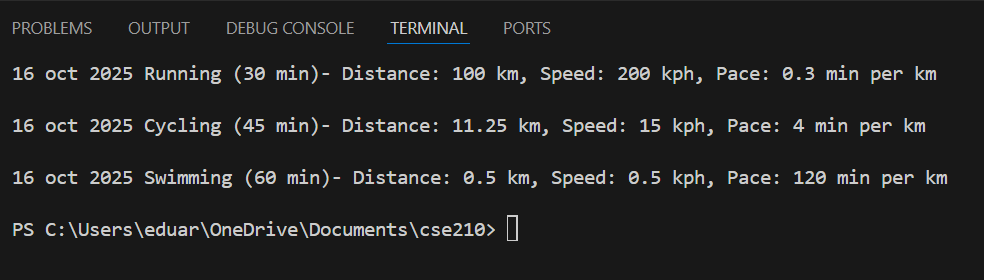 PROBLEMS OUTPUT DEBUG CONSOLE TERMINAL PORTS
16 oct 2025 Running (30 min)- Distance: 100 km, Speed: 200 kph, Pace: 0.3 min per km
16 oct 2025 Cycling (45 min)- Distance: 11.25 km, Speed: 15 kph, Pace: 4 min per km
16 oct 2025 Swimming (60 min)- Distance: 0.5 km, Speed: 0.5 kph, Pace: 120 min per km
PS C:\Users\eduar\OneDrive\Documents\cse210>